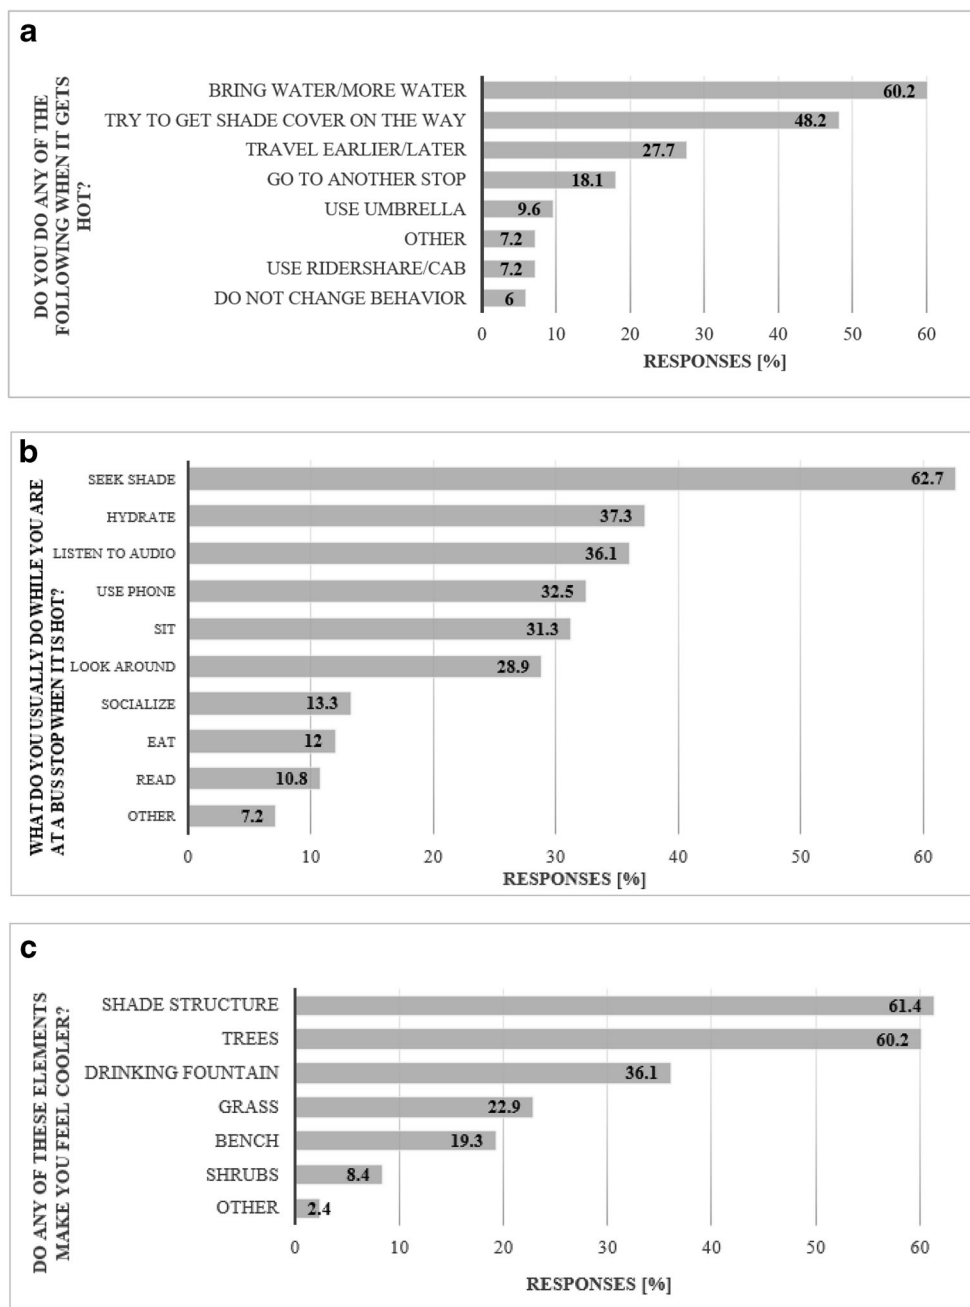 a
DO YOU DO ANY OF THE
FOLLOWING WHEN IT GETS
HOT?
BRING WATER/MORE WATER 60.2
TRY TO GET SHADE COVER ON THE WAY 48.2
TRAVEL EARLIER/LATER 27.7
GO TO ANOTHER STOP 18.1
USE UMBRELLA 9.6
OTHER 7.2
USE RIDERSHARE/CAB 7.2
DO NOT CHANGE BEHAVIOR 6
0 10 20 30 40 50 60
RESPONSES [%]
b
WHAT DO YOU USUALLY DO WHILE YOU ARE
AT A BUS STOP WHEN IT IS HOT?
SEEK SHADE 62.7
HYDRATE 37.3
LISTEN TO AUDIO 36.1
USE PHONE 32.5
SIT 31.3
LOOK AROUND 28.9
SOCIALIZE 13.3
EAT 12
READ 10.8
OTHER 7.2
0 10 20 30 40 50 60
RESPONSES [%]
c
DO ANY OF THESE ELEMENTS
MAKE YOU FEEL COOLER?
SHADE STRUCTURE 61.4
TREES 60.2
DRINKING FOUNTAIN 36.1
GRASS 22.9
BENCH 19.3
SHRUBS 8.4
OTHER 2.4
0 10 20 30 40 50 60
RESPONSES [%]